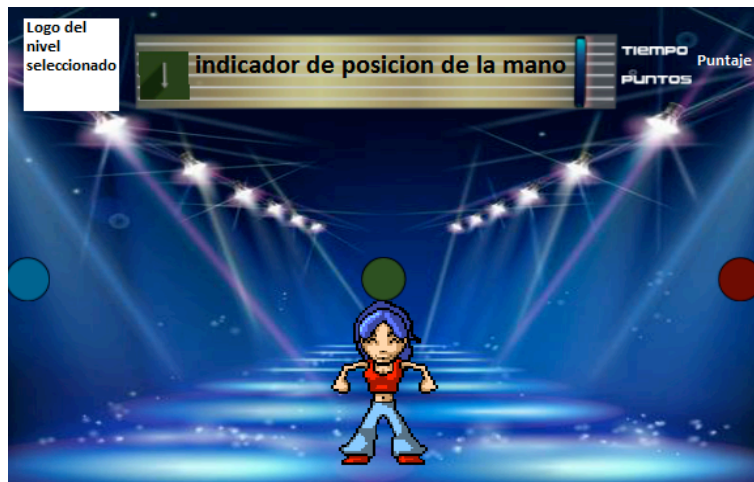 Logo del
nivel
seleccionado
indicador de posicion de la mano
TIEMPO
PUNTOS
Puntaje